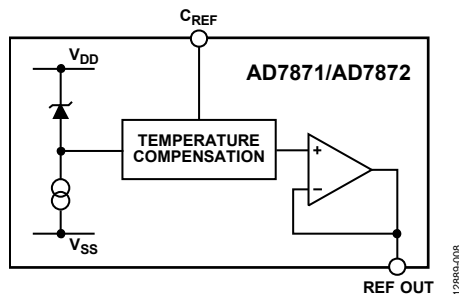 CREF
VDD
AD7871/AD7872
TEMPERATURE
COMPENSATION
+
−
VSS
REF OUT
12889-008